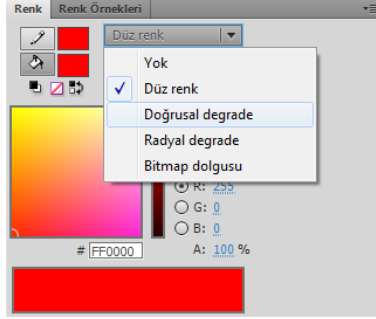 Renk Renk Örnekleri
Düz renk
Yok
Düz renk
Doğrusal degrade
Radyal degrade
Bitmap dolgusu
R: 255
G: 0
B: 0
# FF0000 A: 100 %